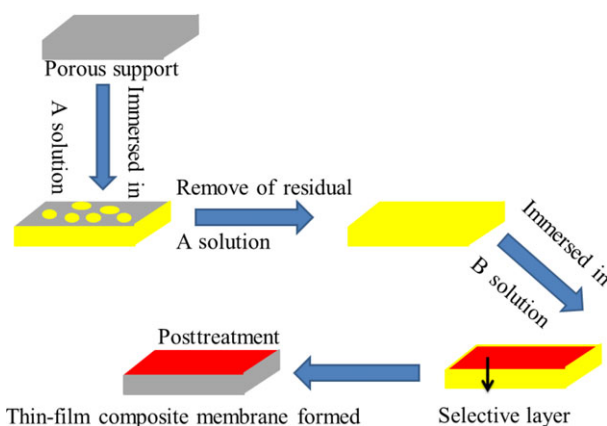 Porous support
A solution
Immersed in
Remove of residual
A solution
Immersed in
B solution
Posttreatment
Thin-film composite membrane formed
Selective layer